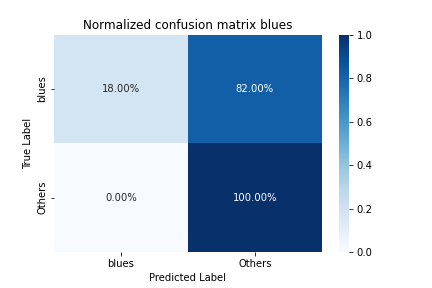 Normalized confusion matrix blues
blues
Others
True Label
18.00%
82.00%
0.00%
100.00%
blues
Others
Predicted Label
1.0
0.8
0.6
0.4
0.2
0.0